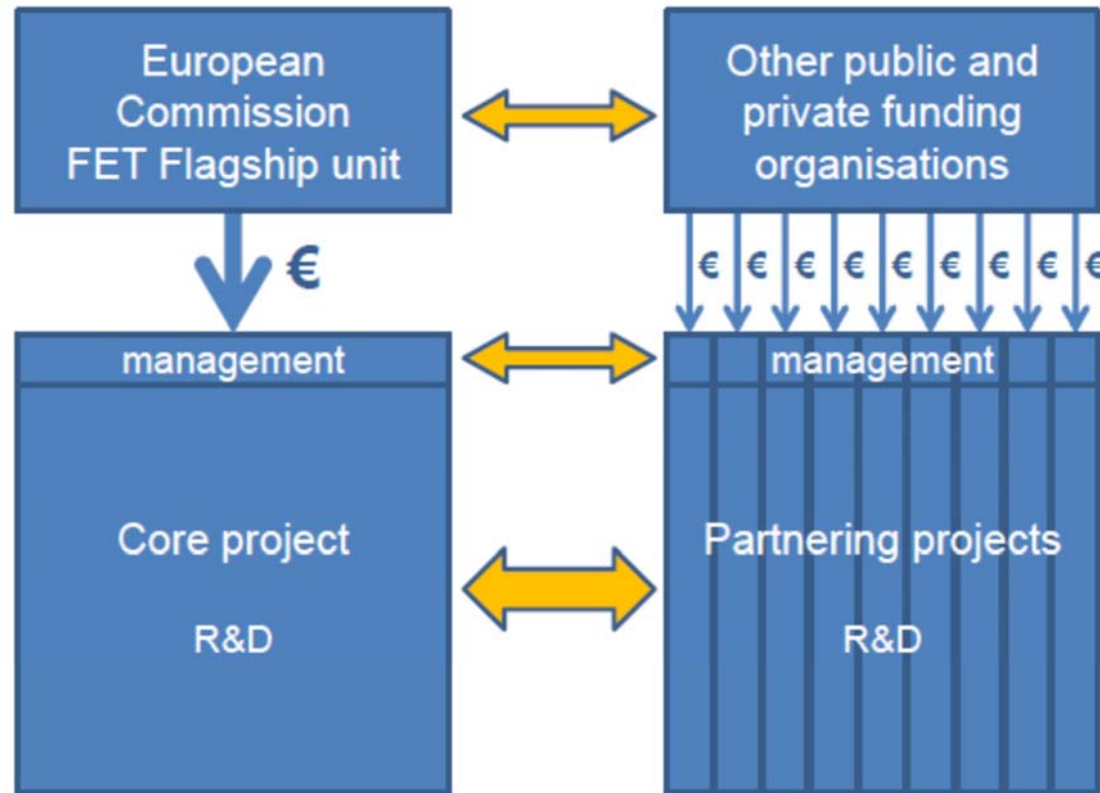 European
Commission
FET Flagship unit
Other public and
private funding
organisations
€
€ € € € € € € € €
management
management
Core project
R&D
Partnering projects
R&D